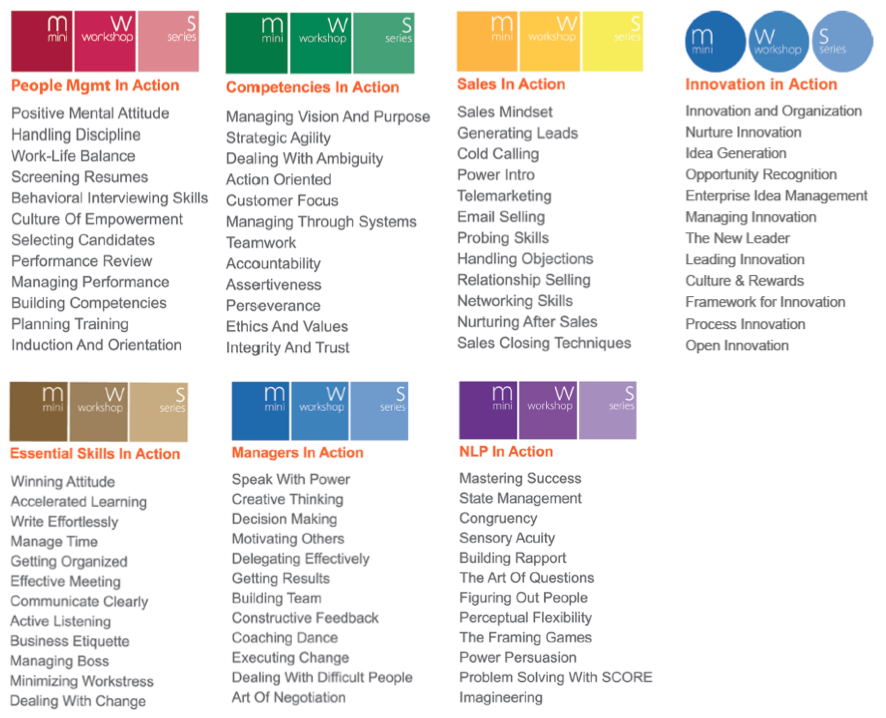 m W S
mini workshop series
People Mgmt In Action
Positive Mental Attitude
Handling Discipline
Work-Life Balance
Screening Resumes
Behavioral Interviewing Skills
Culture Of Empowerment
Selecting Candidates
Performance Review
Managing Performance
Building Competencies
Planning Training
Induction And Orientation
m W S
mini workshop series
Competencies In Action
Managing Vision And Purpose
Strategic Agility
Dealing With Ambiguity
Action Oriented
Customer Focus
Managing Through Systems
Teamwork
Accountability
Assertiveness
Perseverance
Ethics And Values
Integrity And Trust
m W S
mini workshop series
Sales In Action
Sales Mindset
Generating Leads
Cold Calling
Power Intro
Telemarketing
Email Selling
Probing Skills
Handling Objections
Relationship Selling
Networking Skills
Nurturing After Sales
Sales Closing Techniques
m W S
mini workshop series
Innovation in Action
Innovation and Organization
Nurture Innovation
Idea Generation
Opportunity Recognition
Enterprise Idea Management
Managing Innovation
The New Leader
Leading Innovation
Culture & Rewards
Framework for Innovation
Process Innovation
Open Innovation
m W S
mini workshop series
Essential Skills In Action
Winning Attitude
Accelerated Learning
Write Effortlessly
Manage Time
Getting Organized
Effective Meeting
Communicate Clearly
Active Listening
Business Etiquette
Managing Boss
Minimizing Workstress
Dealing With Change
m W S
mini workshop series
Managers In Action
Speak With Power
Creative Thinking
Decision Making
Motivating Others
Delegating Effectively
Getting Results
Building Team
Constructive Feedback
Coaching Dance
Executing Change
Dealing With Difficult People
Art Of Negotiation
m W S
mini workshop series
NLP In Action
Mastering Success
State Management
Congruency
Sensory Acuity
Building Rapport
The Art Of Questions
Figuring Out People
Perceptual Flexibility
The Framing Games
Power Persuasion
Problem Solving With SCORE
Imagineering